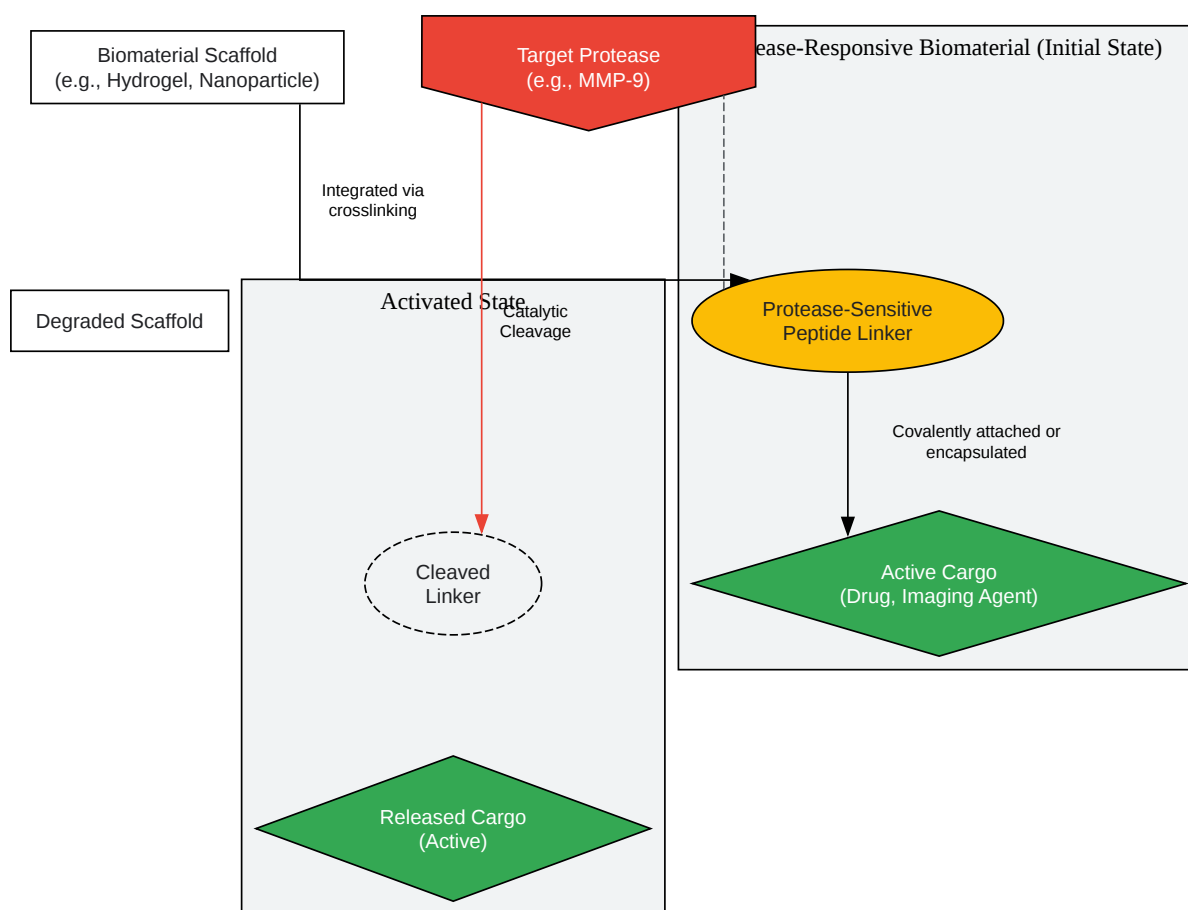 Biomaterial Scaffold
(e.g., Hydrogel, Nanoparticle)
Target Protease
(e.g., MMP-9)
ease-Responsive Biomaterial (Initial State)
Integrated via
crosslinking
Degraded Scaffold
Activated State
Catalytic
Cleavage
Protease-Sensitive
Peptide Linker
Covalently attached or
encapsulated
Cleaved
Linker
Active Cargo
(Drug, Imaging Agent)
Released Cargo
(Active)